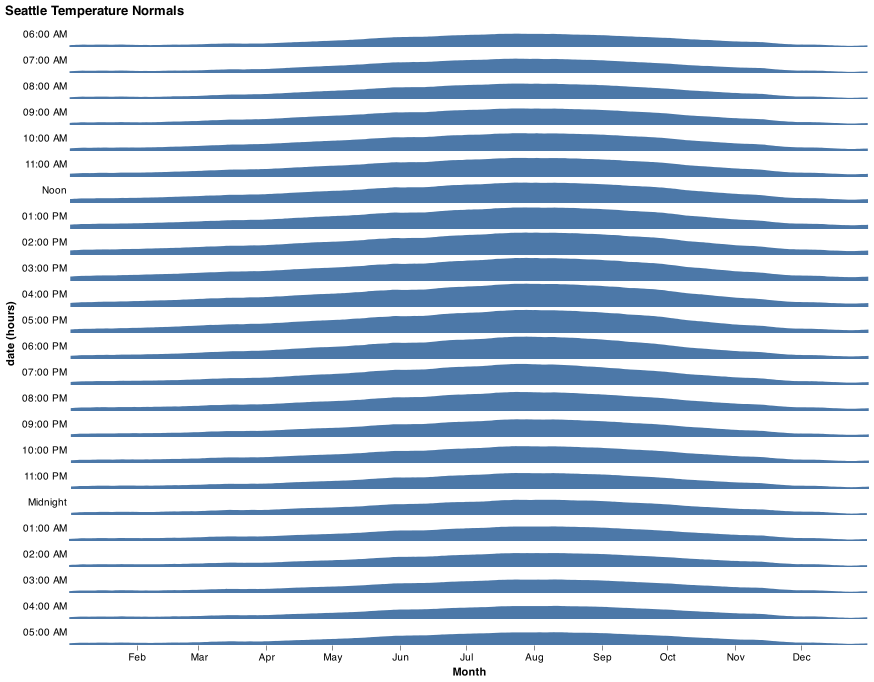 Seattle Temperature Normals
06:00 AM
07:00 AM
08:00 AM
09:00 AM
10:00 AM
11:00 AM
Noon
01:00 PM
02:00 PM
03:00 PM
04:00 PM
05:00 PM
06:00 PM
07:00 PM
08:00 PM
09:00 PM
10:00 PM
11:00 PM
Midnight
01:00 AM
02:00 AM
03:00 AM
04:00 AM
05:00 AM
date (hours)
Feb Mar Apr May Jun Jul Aug Sep Oct Nov Dec
Month